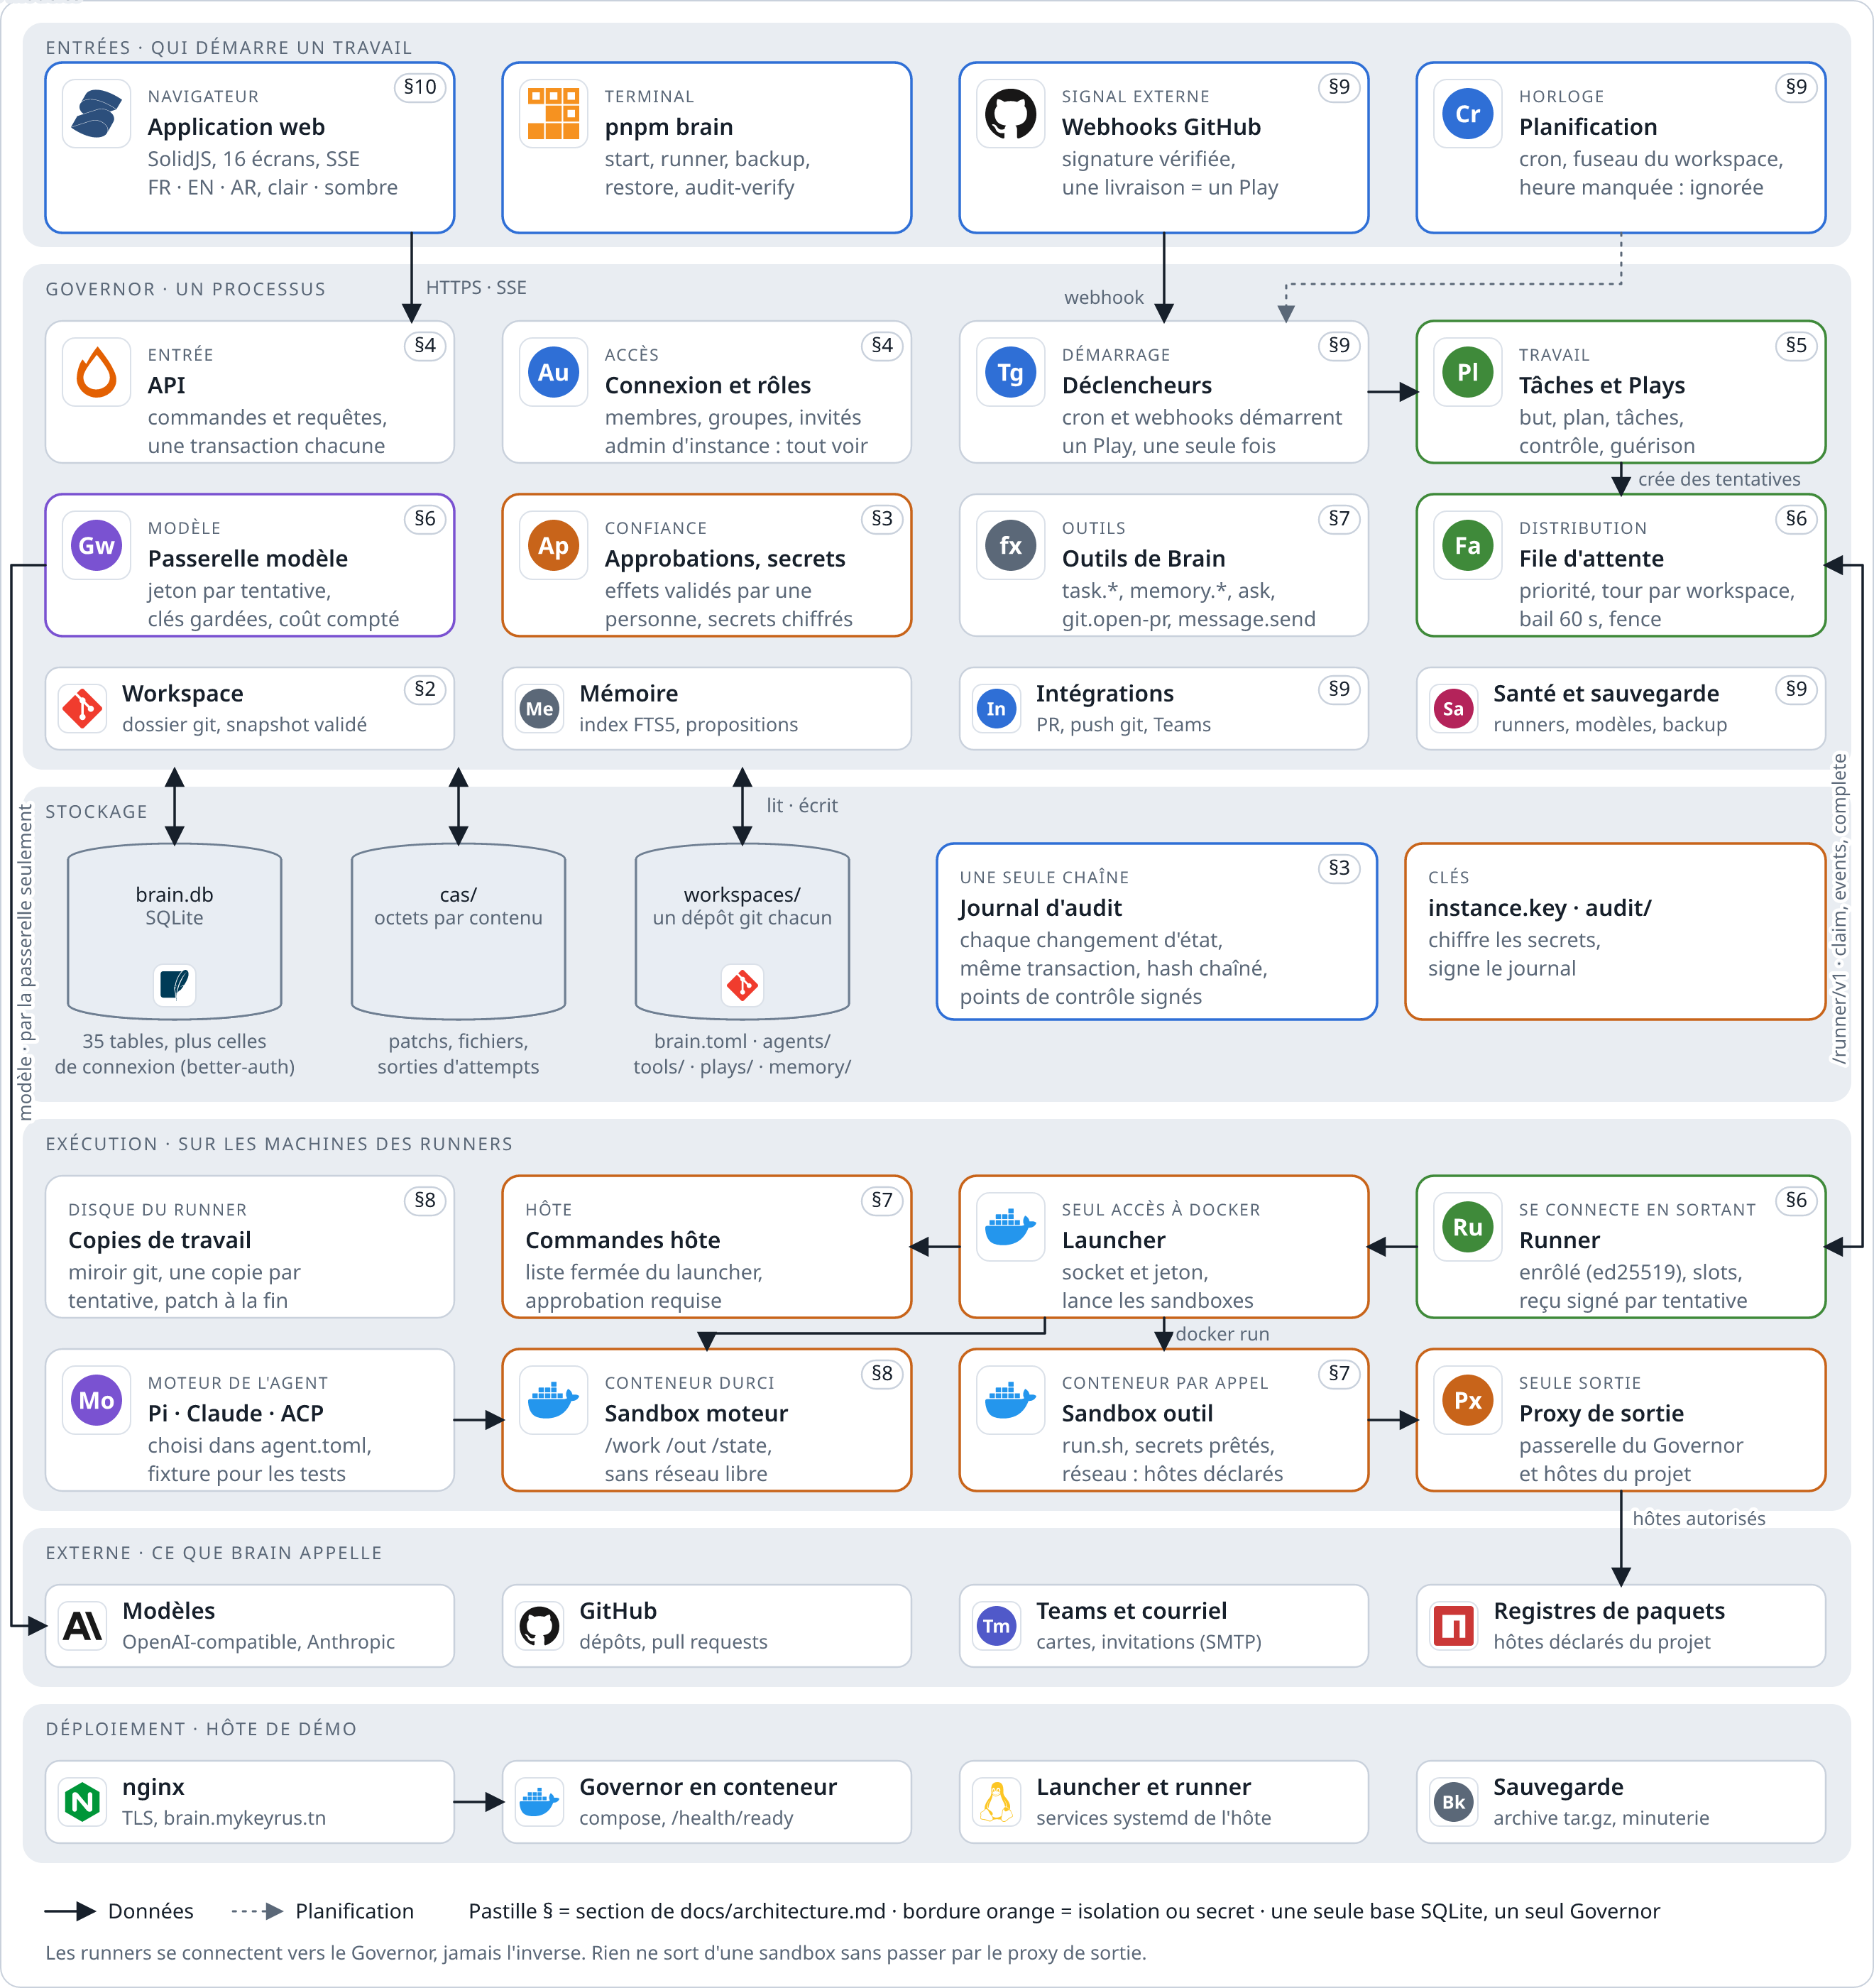 ENTRÉES · QUI DÉMARRE UN TRAVAIL
§10
NAVIGATEUR
Application web
SolidJS, 16 écrans, SSE
FR · EN · AR, clair · sombre
TERMINAL
pnpm brain
start, runner, backup,
restore, audit-verify
§9
SIGNAL EXTERNE
Webhooks GitHub
signature vérifiée,
une livraison = un Play
§9
Cr
HORLOGE
Planification
cron, fuseau du workspace,
heure manquée : ignorée
HTTPS · SSE
webhook
GOVERNOR · UN PROCESSUS
§4
ENTRÉE
API
commandes et requêtes,
une transaction chacune
§4
Au
ACCÈS
Connexion et rôles
membres, groupes, invités
admin d'instance : tout voir
§9
Tg
DÉMARRAGE
Déclencheurs
cron et webhooks démarrent
un Play, une seule fois
§5
Pl
TRAVAIL
Tâches et Plays
but, plan, tâches,
contrôle, guérison
crée des tentatives
§6
Gw
MODÈLE
Passerelle modèle
jeton par tentative,
clés gardées, coût compté
§3
Ap
CONFIANCE
Approbations, secrets
effets validés par une
personne, secrets chiffrés
§7
fx
OUTILS
Outils de Brain
task.*, memory.*, ask,
git.open-pr, message.send
§6
Fa
DISTRIBUTION
File d'attente
priorité, tour par workspace,
bail 60 s, fence
§2
Workspace
dossier git, snapshot validé
Me
Mémoire
index FTS5, propositions
§9
In
Intégrations
PR, push git, Teams
§9
Sa
Santé et sauvegarde
runners, modèles, backup
modèle · par la passerelle seulement
/runner/v1 · claim, events, complete
STOCKAGE
lit · écrit
brain.db
SQLite
35 tables, plus celles
de connexion (better-auth)
cas/
octets par contenu
patchs, fichiers,
sorties d'attempts
workspaces/
un dépôt git chacun
brain.toml · agents/
tools/ · plays/ · memory/
§3
UNE SEULE CHAÎNE
Journal d'audit
chaque changement d'état,
même transaction, hash chaîné,
points de contrôle signés
CLÉS
instance.key · audit/
chiffre les secrets,
signe le journal
EXÉCUTION · SUR LES MACHINES DES RUNNERS
§8
DISQUE DU RUNNER
Copies de travail
miroir git, une copie par
tentative, patch à la fin
§7
HÔTE
Commandes hôte
liste fermée du launcher,
approbation requise
SEUL ACCÈS À DOCKER
Launcher
socket et jeton,
lance les sandboxes
§6
Ru
SE CONNECTE EN SORTANT
Runner
enrôlé (ed25519), slots,
reçu signé par tentative
docker run
Mo
MOTEUR DE L'AGENT
Pi · Claude · ACP
choisi dans agent.toml,
fixture pour les tests
§8
CONTENEUR DURCI
Sandbox moteur
/work /out /state,
sans réseau libre
§7
CONTENEUR PAR APPEL
Sandbox outil
run.sh, secrets prêtés,
réseau : hôtes déclarés
Px
SEULE SORTIE
Proxy de sortie
passerelle du Governor
et hôtes du projet
hôtes autorisés
EXTERNE · CE QUE BRAIN APPELLE
Modèles
OpenAI-compatible, Anthropic
GitHub
dépôts, pull requests
Tm
Teams et courriel
cartes, invitations (SMTP)
Registres de paquets
hôtes déclarés du projet
DÉPLOIEMENT · HÔTE DE DÉMO
nginx
TLS, brain.mykeyrus.tn
Governor en conteneur
compose, /health/ready
Launcher et runner
services systemd de l'hôte
Bk
Sauvegarde
archive tar.gz, minuterie
Données
Planification
Pastille § = section de docs/architecture.md · bordure orange = isolation ou secret · une seule base SQLite, un seul Governor
Les runners se connectent vers le Governor, jamais l'inverse. Rien ne sort d'une sandbox sans passer par le proxy de sortie.